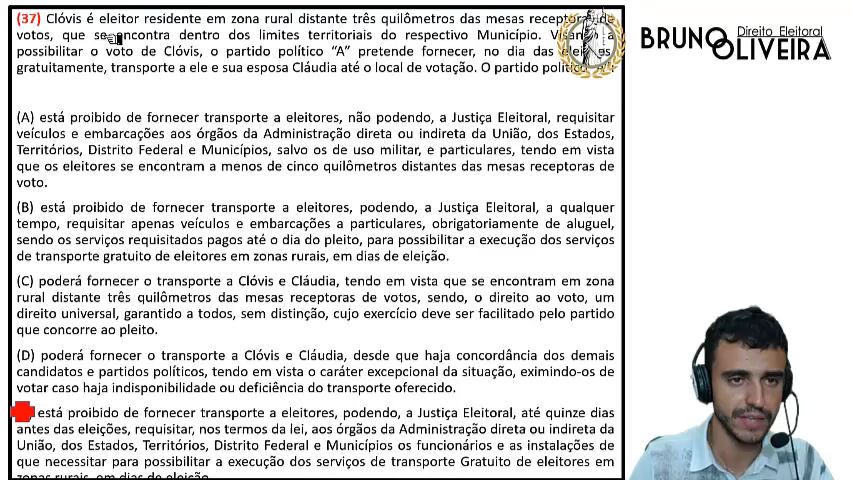 (37) Clóvis é eleitor residente em zona rural distante três quilômetros das mesas receptoras de
votos, que se encontra dentro dos limites territoriais do respectivo Município. Visando a
possibilitar o voto de Clóvis, o partido político “A” pretende fornecer, no dia das eleições
gratuitamente, transporte a ele e sua esposa Cláudia até o local de votação. O partido político
(A) está proibido de fornecer transporte a eleitores, não podendo, a Justiça Eleitoral, requisitar
veículos e embarcações aos órgãos da Administração direta ou indireta da União, dos Estados,
Territórios, Distrito Federal e Municípios, salvo os de uso militar, e particulares, tendo em vista
que os eleitores se encontram a menos de cinco quilômetros distantes das mesas receptoras de
voto.
(B) está proibido de fornecer transporte a eleitores, podendo, a Justiça Eleitoral, a qualquer
tempo, requisitar apenas veículos e embarcações a particulares, obrigatoriamente de aluguel,
sendo os serviços requisitados pagos até o dia do pleito, para possibilitar a execução dos serviços
de transporte gratuito de eleitores em zonas rurais, em dias de eleição.
(C) poderá fornecer o transporte a Clóvis e Cláudia, tendo em vista que se encontram em zona
rural distante três quilômetros das mesas receptoras de votos, sendo, o direito ao voto, um
direito universal, garantido a todos, sem distinção, cujo exercício deve ser facilitado pelo partido
que concorre ao pleito.
(D) poderá fornecer o transporte a Clóvis e Cláudia, desde que haja concordância dos demais
candidatos e partidos políticos, tendo em vista o caráter excepcional da situação, eximindo-os de
votar caso haja indisponibilidade ou deficiência do transporte oferecido.
está proibido de fornecer transporte a eleitores, podendo, a Justiça Eleitoral, até quinze dias
antes das eleições, requisitar, nos termos da lei, aos órgãos da Administração direta ou indireta da
União, dos Estados, Territórios, Distrito Federal e Municípios os funcionários e as instalações de
que necessitar para possibilitar a execução dos serviços de transporte Gratuito de eleitores em
zonas rurais, em dias de eleição.
BRUNO Direito Eleitoral
OLIVEIRA